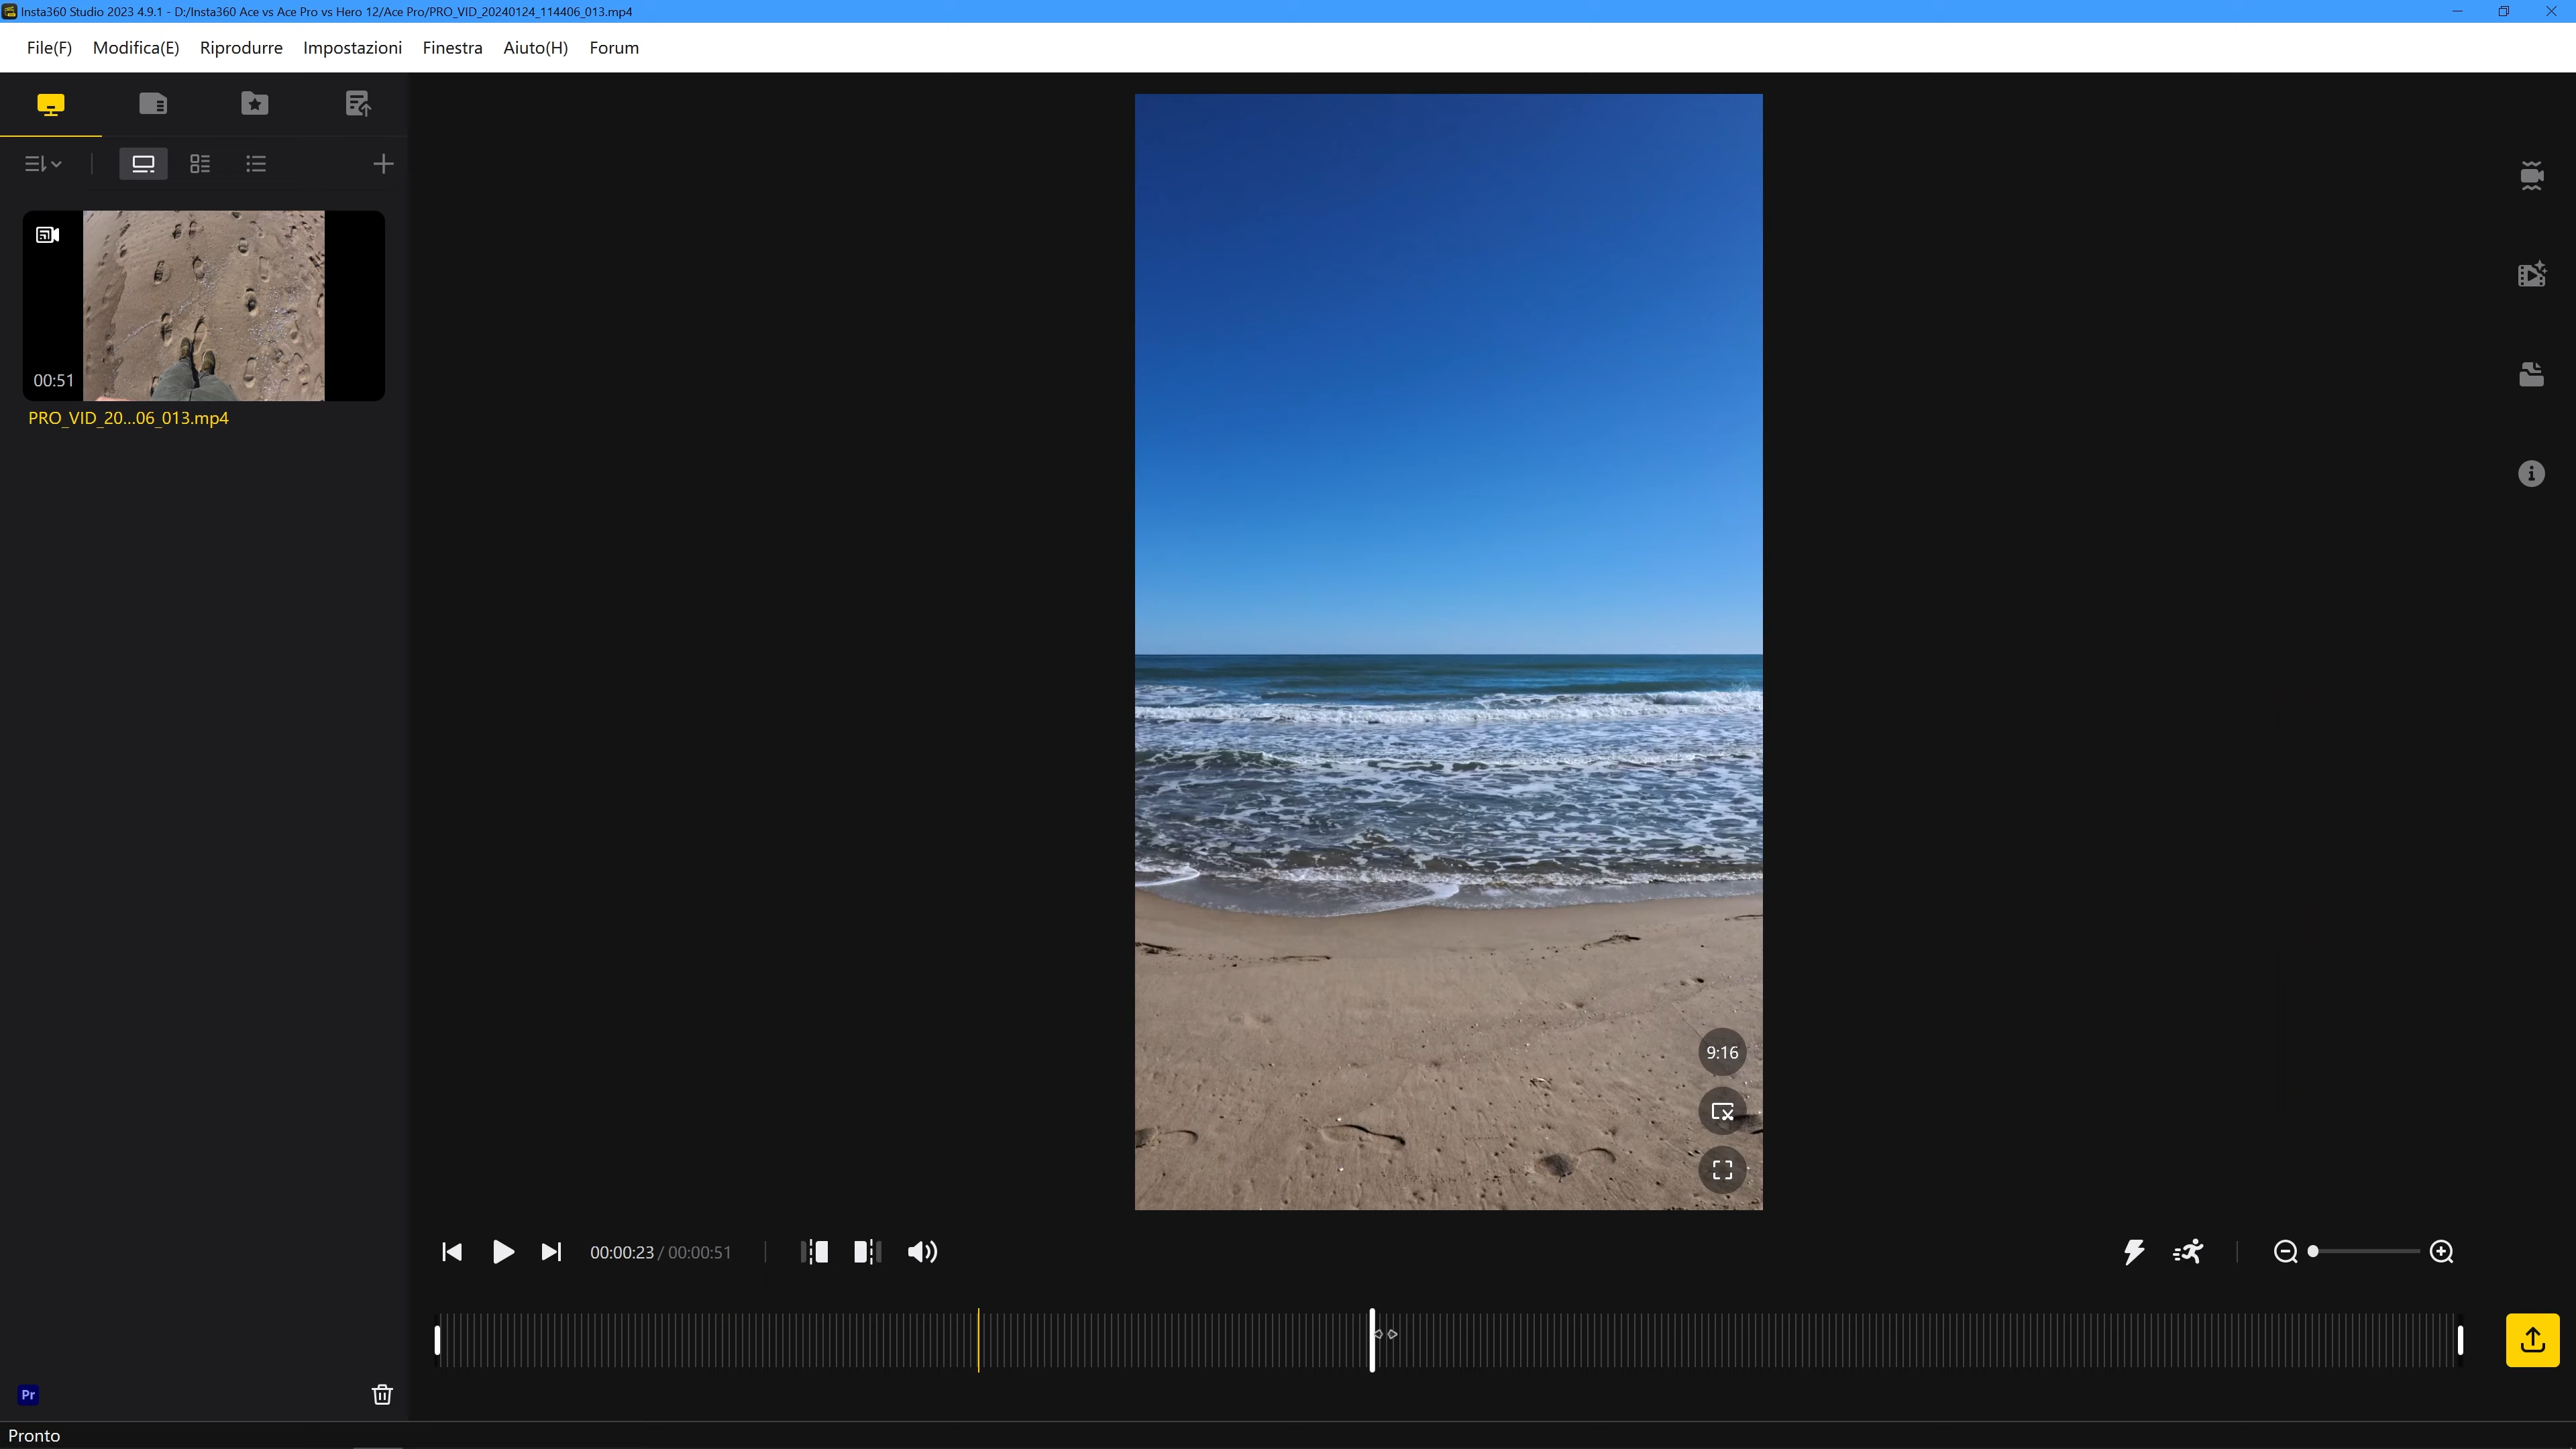 Insta360 Studio 2023 4.9.1 - D:/Insta360 Ace vs Ace Pro vs Hero 12/Ace Pro/PRO_VID_20240124_114406_013.mp4
File(F) Modifica(E) Riprodurre Impostazioni Finestra Aiuto(H) Forum
00:51
PRO_VID_20...06_013.mp4
9:16
00:00:23 / 00:00:51
Pr
Pronto